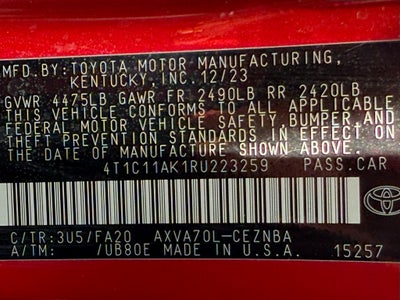 MFD. BY: TOYOTA MOTOR MANUFACTURING,
KENTUCKY, INC. 12/23
GVWR 4475LB GAWR FR 2490LB RR 2420LB
THIS VEHICLE CONFORMS TO ALL APPLICABLE
FEDERAL MOTOR VEHICLE SAFETY, BUMPER, AND
THEFT PREVENTION STANDARDS IN EFFECT ON
THE DATE OF MANUFACTURE SHOWN ABOVE.
4T1C11AK1RU223259 PASS.CAR
C/TR:3U5/FA20 AXVA70L-CEZNBA
A/TM: /UB80E MADE IN U.S.A. 15257
TOYOTA